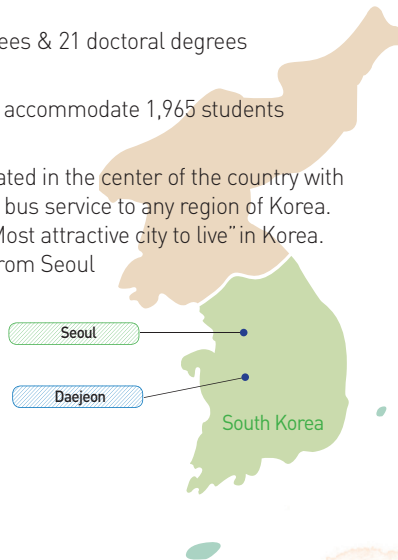 ees & 21 doctoral degrees
accommodate 1,965 students
ated in the center of the country with
bus service to any region of Korea.
Most attractive city to live” in Korea.
rom Seoul
Seoul
Daejeon
South Korea